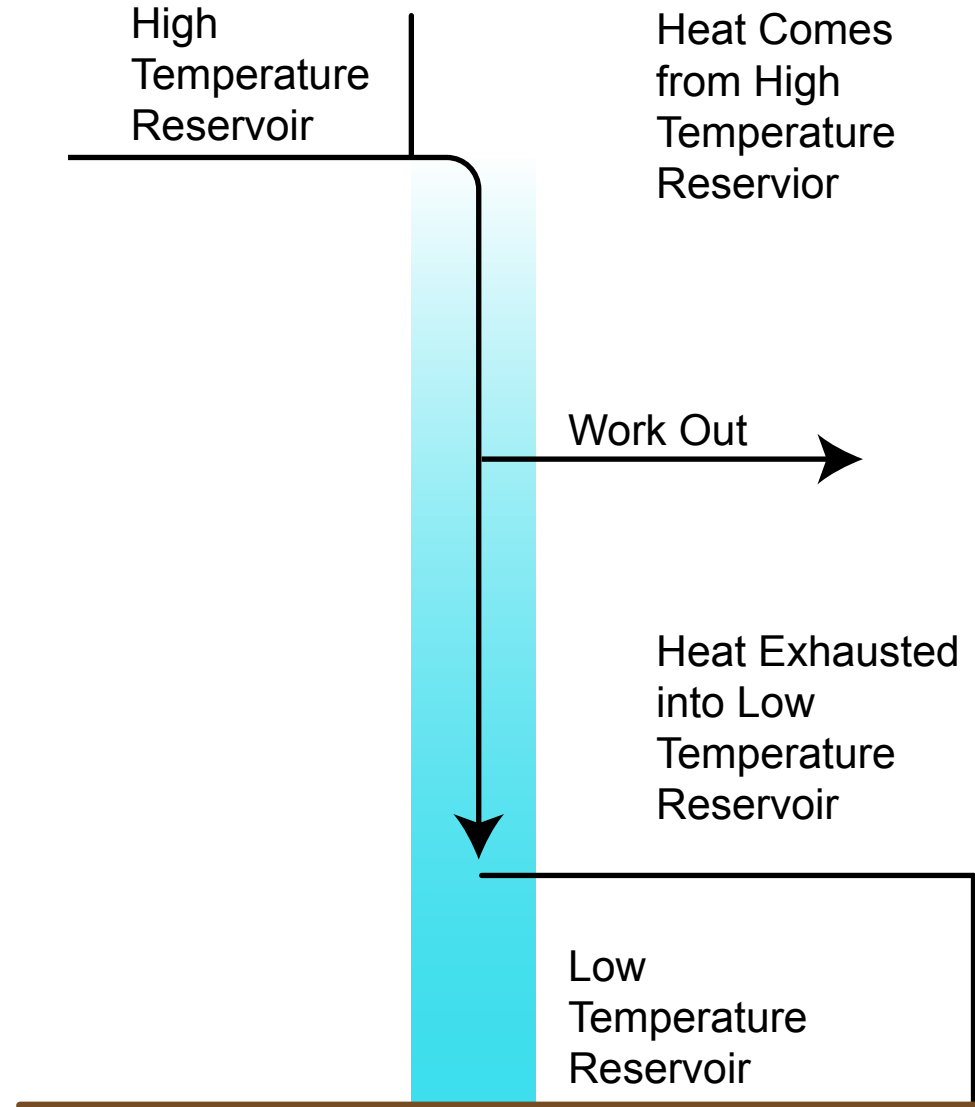 High
Temperature
Reservoir
Heat Comes
from High
Temperature
Reservior
Work Out
Heat Exhausted
into Low
Temperature
Reservoir
Low
Temperature
Reservoir